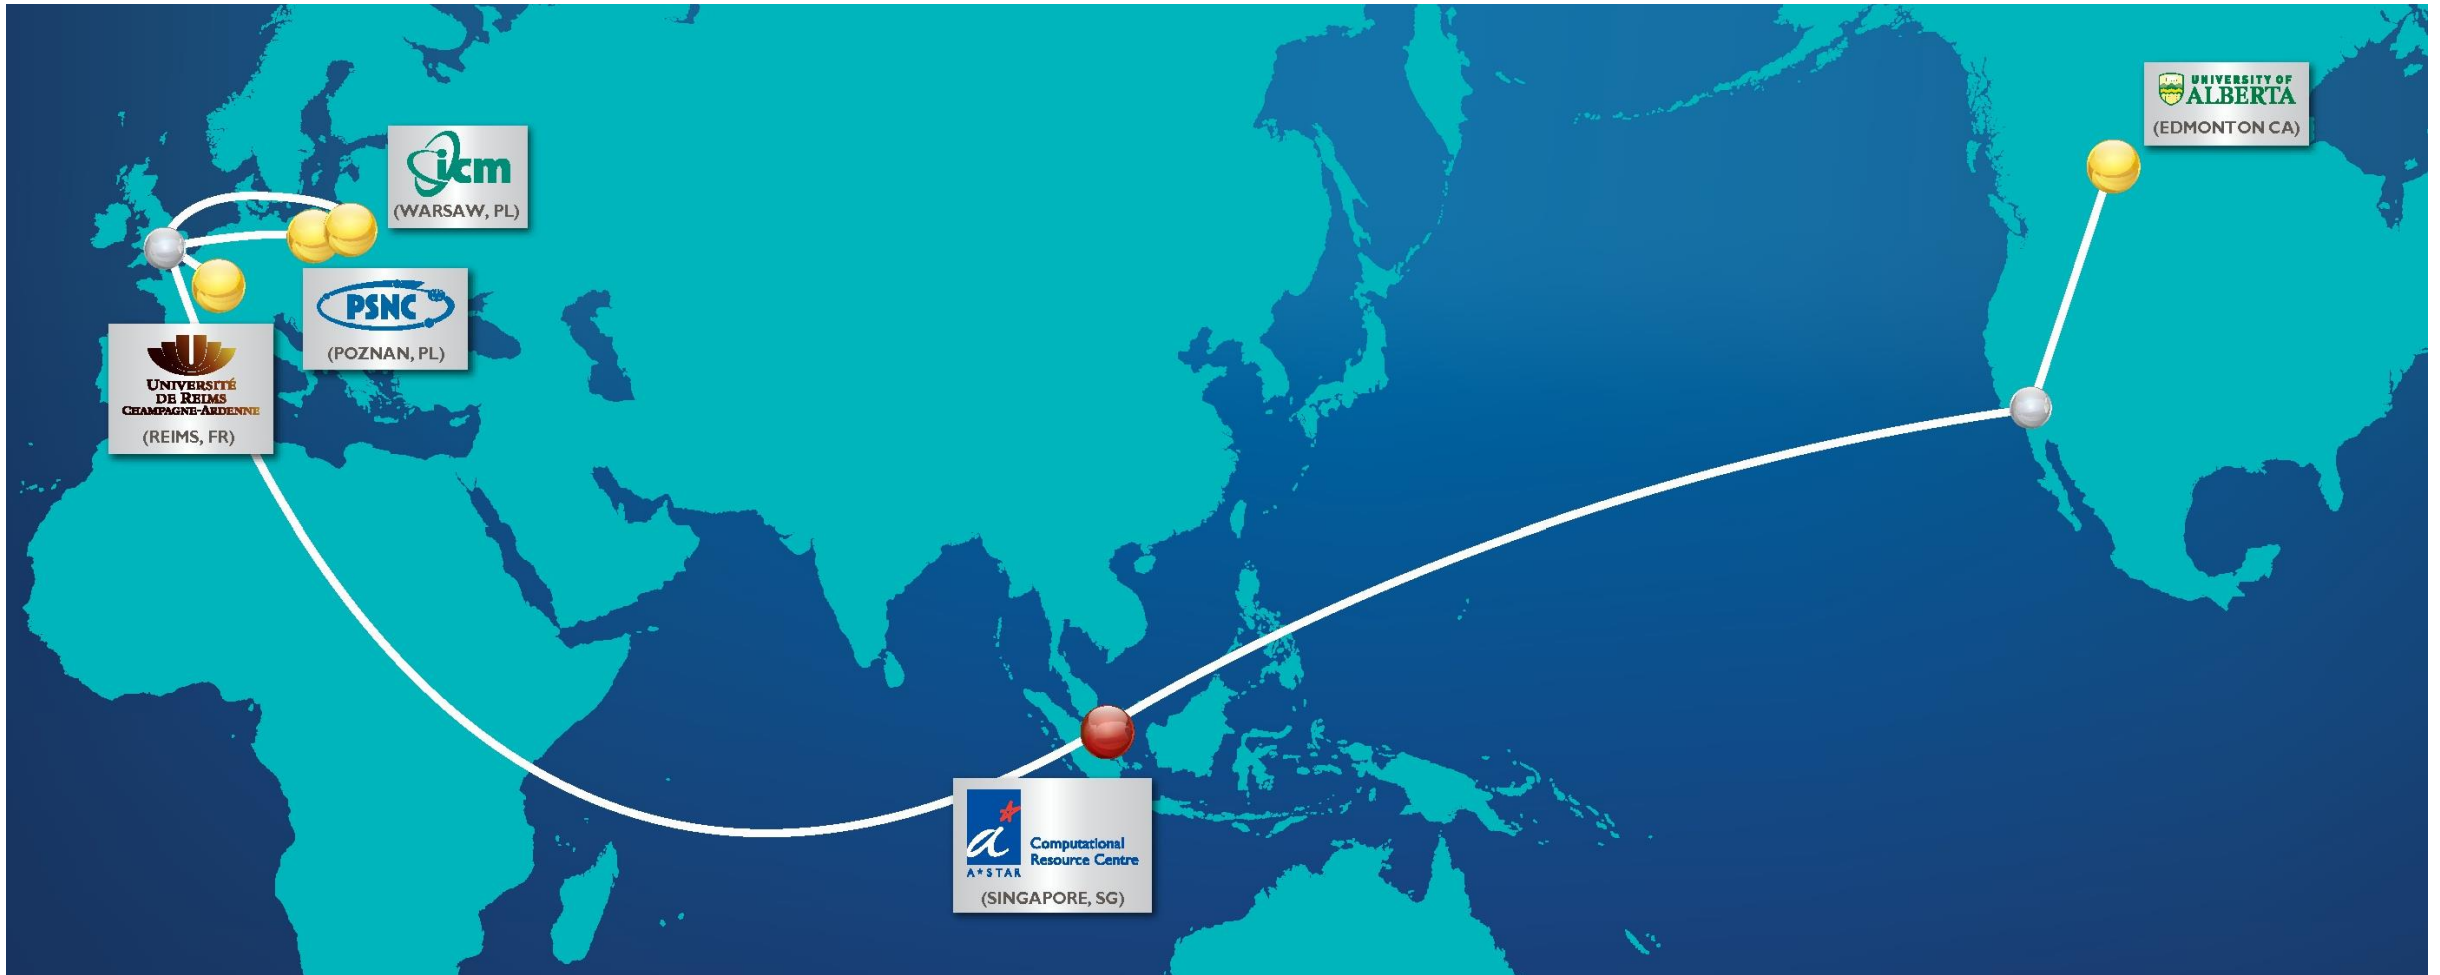 UNIVERSITY OF
ALBERTA
(EDMONTON CA)
icm
(WARSAW, PL)
PSNC
(POZNAN, PL)
UNIVERSITÉ
DE REIMS
CHAMPAGNE-ARDENNE
(REIMS, FR)
a
A★STAR
Computational
Resource Centre
(SINGAPORE, SG)